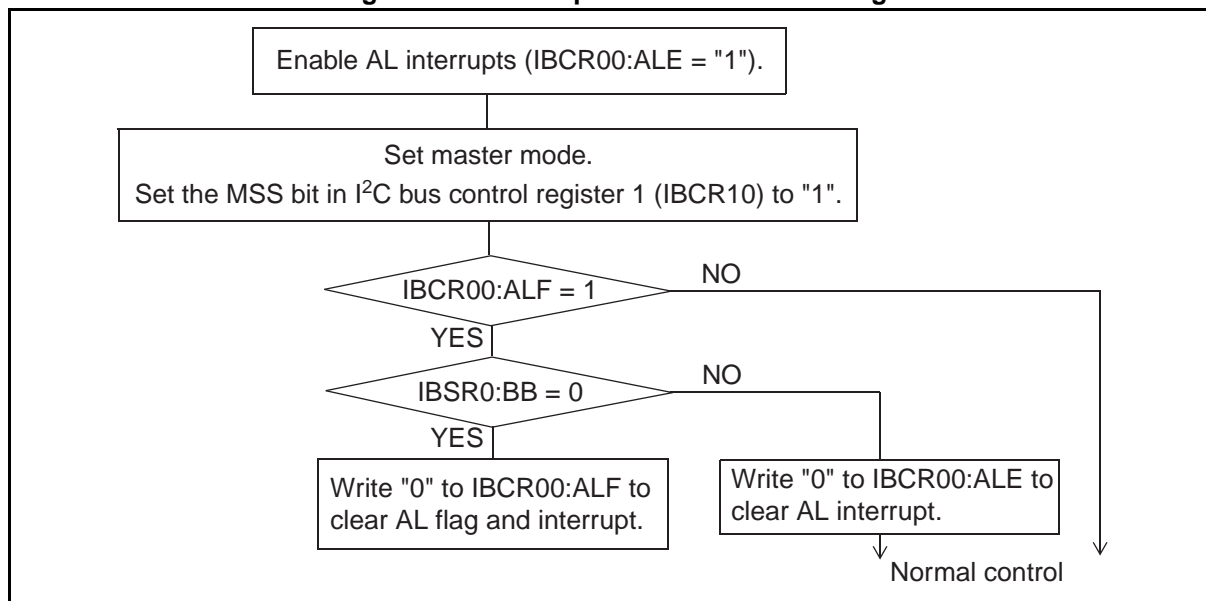 Enable AL interrupts (IBCR00:ALE = "1").
Set master mode.
Set the MSS bit in I²C bus control register 1 (IBCR10) to "1".
IBCR00:ALF = 1
NO
YES
IBSR0:BB = 0
NO
YES
Write "0" to IBCR00:ALF to
clear AL flag and interrupt.
Write "0" to IBCR00:ALE to
clear AL interrupt.
Normal control